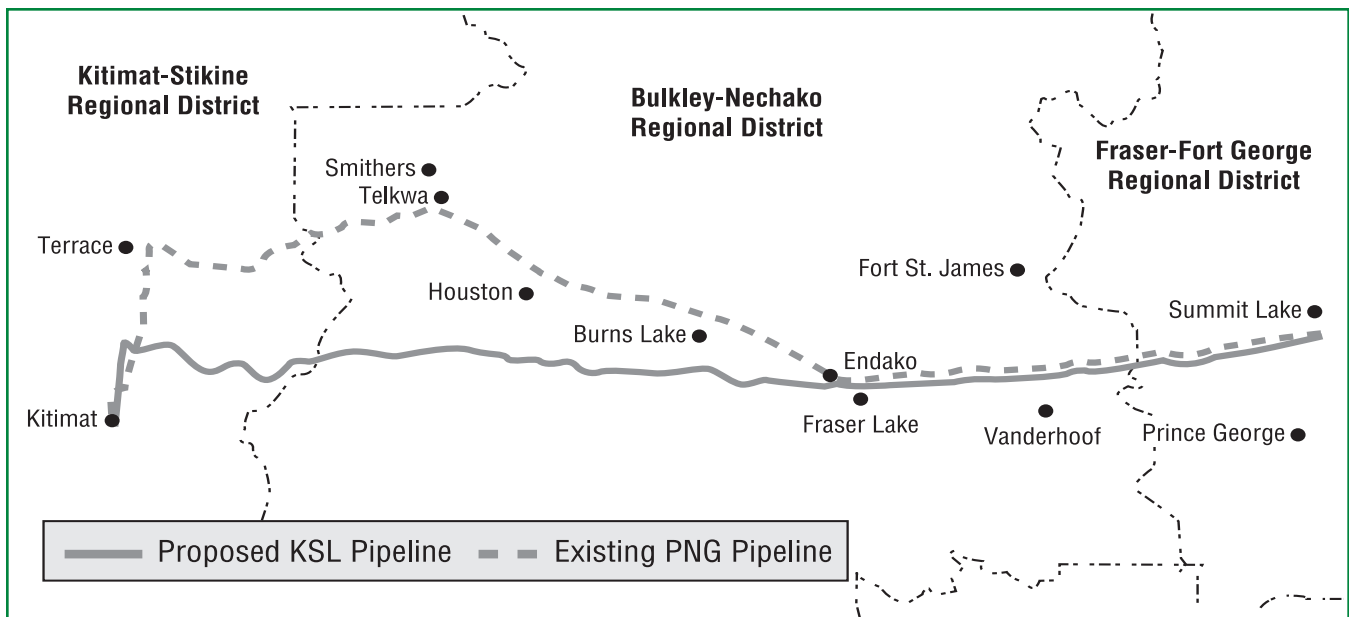 Kitimat-Stikine
Regional District
Bulkley-Nechako
Regional District
Fraser-Fort George
Regional District
Smithers
Telkwa
Terrace
Fort St. James
Houston
Summit Lake
Burns Lake
Endako
Kitimat
Fraser Lake
Vanderhoof
Prince George
Proposed KSL Pipeline
Existing PNG Pipeline